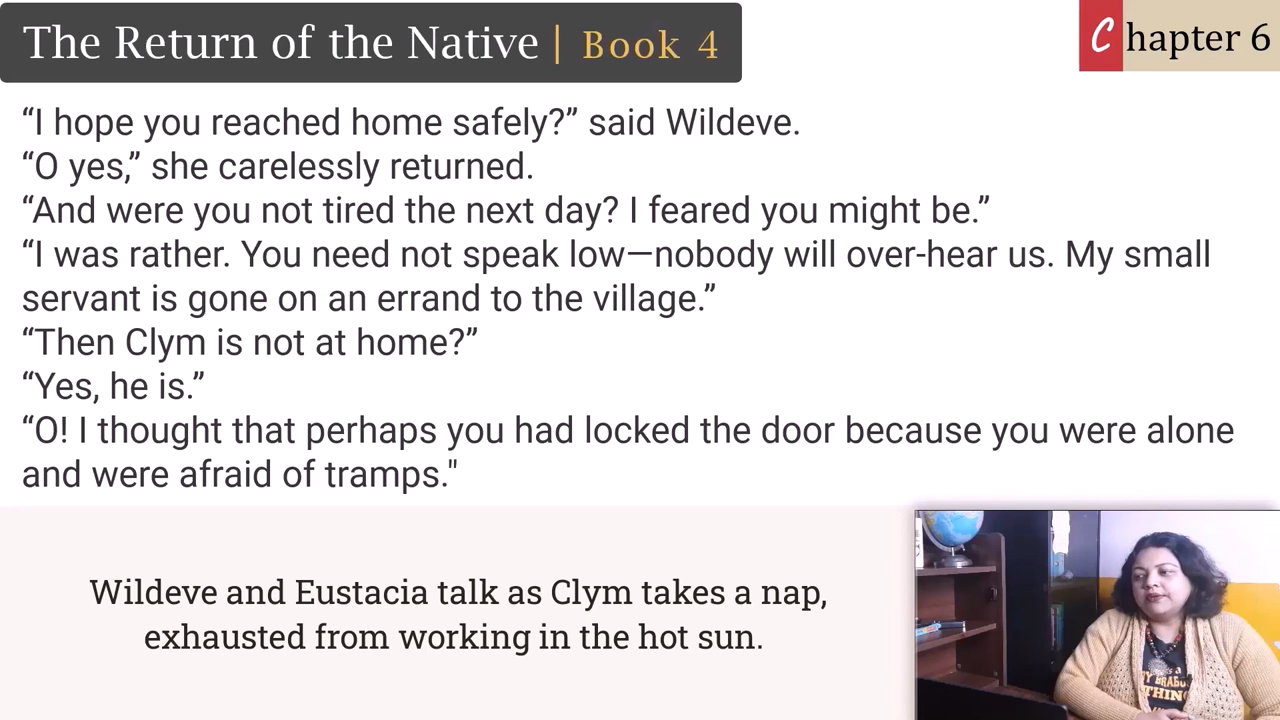 The Return of the Native | Book 4
Chapter 6
“I hope you reached home safely?” said Wildeve.
“O yes,” she carelessly returned.
“And were you not tired the next day? I feared you might be.”
“I was rather. You need not speak low—nobody will over-hear us. My small
servant is gone on an errand to the village.”
“Then Clym is not at home?”
“Yes, he is.”
“O! I thought that perhaps you had locked the door because you were alone
and were afraid of tramps."
Wildeve and Eustacia talk as Clym takes a nap,
exhausted from working in the hot sun.
THING